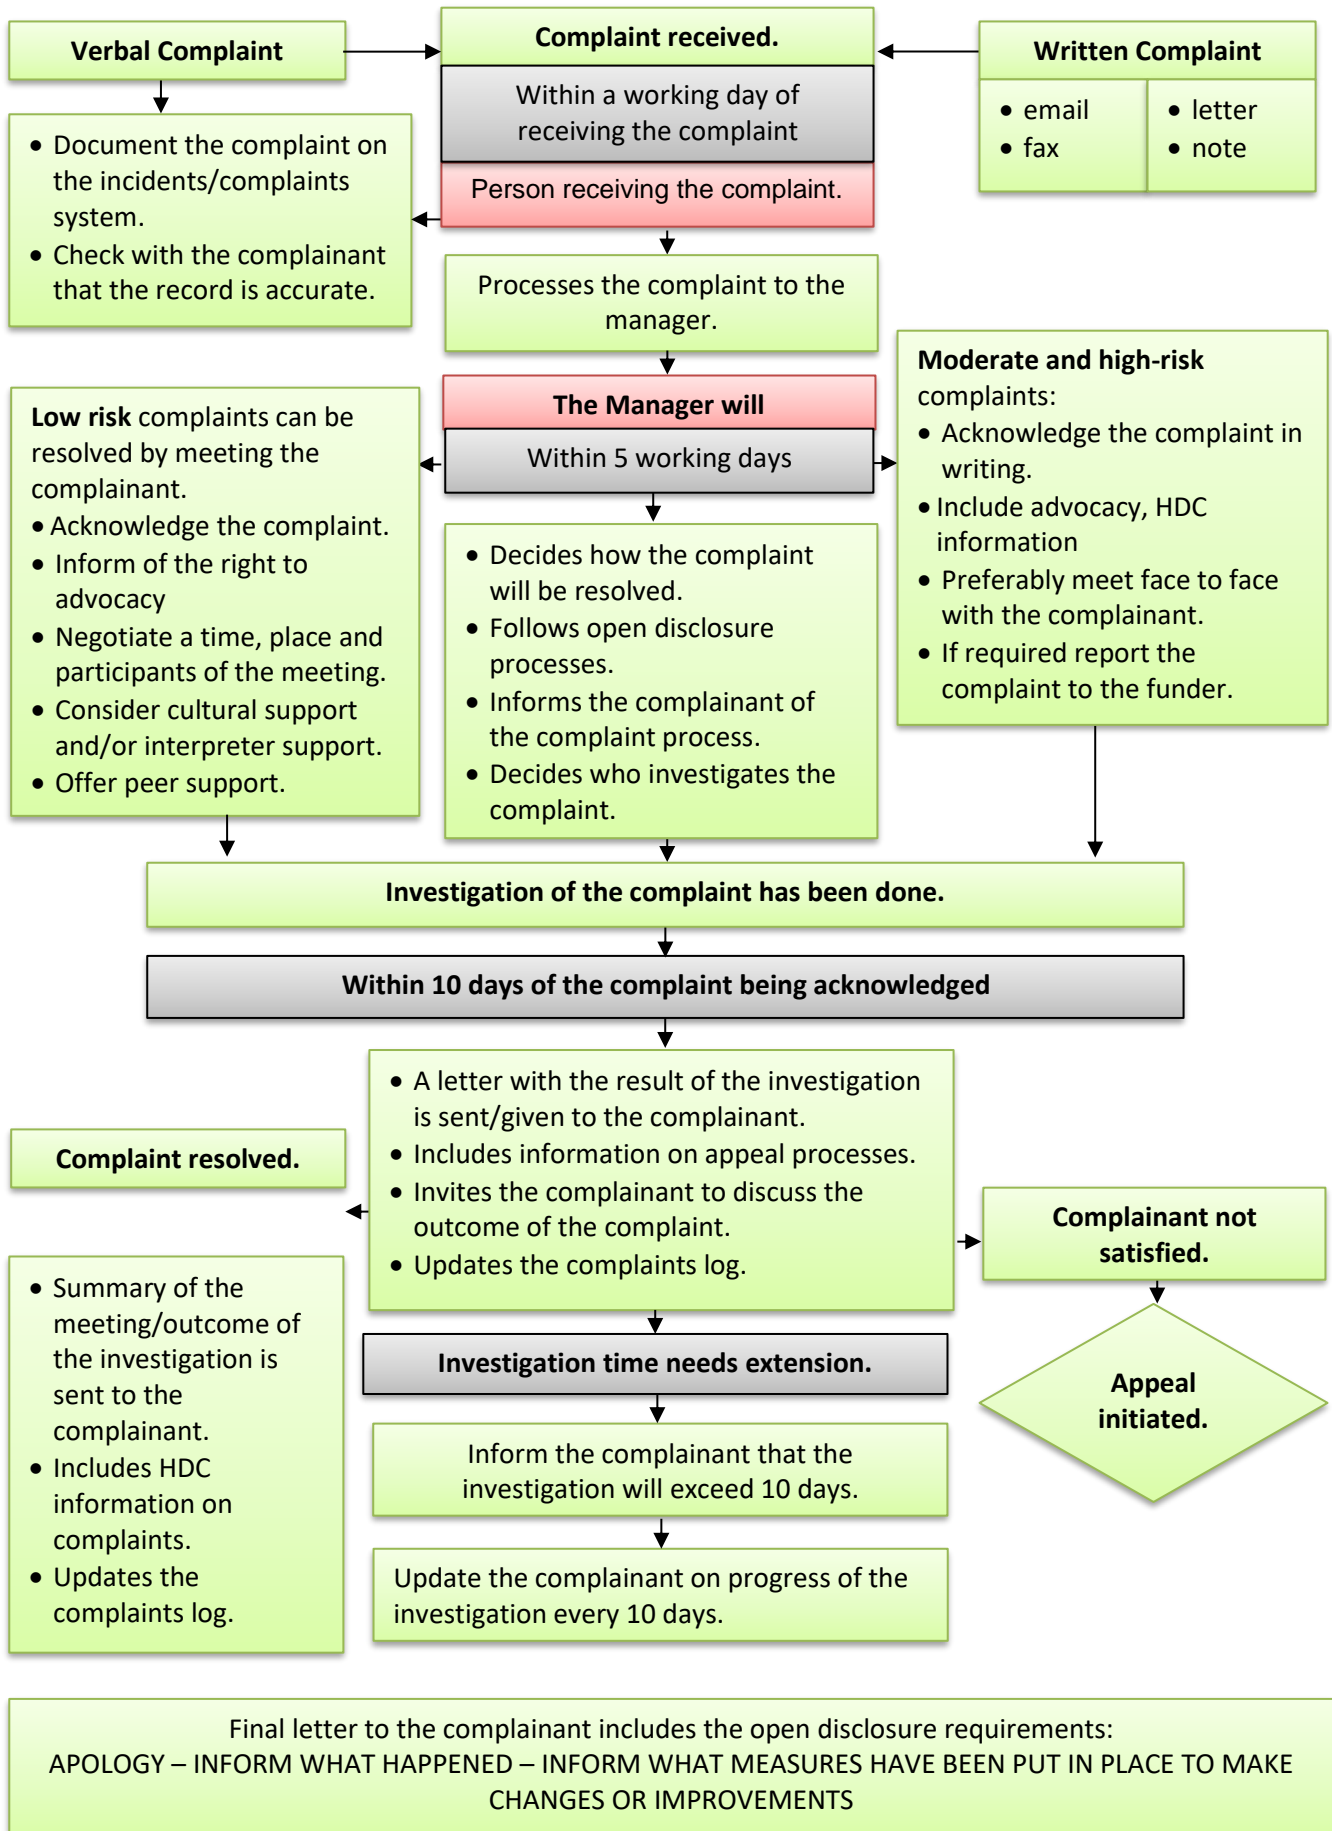 Verbal Complaint
Complaint received.
Within a working day of
receiving the complaint
Person receiving the complaint.
Written Complaint
• email
• fax
• letter
• note
• Document the complaint on
the incidents/complaints
system.
• Check with the complainant
that the record is accurate.
Processes the complaint to the
manager.
The Manager will
Within 5 working days
Low risk complaints can be
resolved by meeting the
complainant.
• Acknowledge the complaint.
• Inform of the right to
advocacy
• Negotiate a time, place and
participants of the meeting.
• Consider cultural support
and/or interpreter support.
• Offer peer support.
• Decides how the complaint
will be resolved.
• Follows open disclosure
processes.
• Informs the complainant of
the complaint process.
• Decides who investigates the
complaint.
Moderate and high-risk
complaints:
• Acknowledge the complaint in
writing.
• Include advocacy, HDC
information
• Preferably meet face to face
with the complainant.
• If required report the
complaint to the funder.
Investigation of the complaint has been done.
Within 10 days of the complaint being acknowledged
• A letter with the result of the investigation
is sent/given to the complainant.
• Includes information on appeal processes.
• Invites the complainant to discuss the
outcome of the complaint.
• Updates the complaints log.
Complaint resolved.
• Summary of the
meeting/outcome of
the investigation is
sent to the
complainant.
• Includes HDC
information on
complaints.
• Updates the
complaints log.
Complainant not
satisfied.
Appeal
initiated.
Investigation time needs extension.
Inform the complainant that the
investigation will exceed 10 days.
Update the complainant on progress of the
investigation every 10 days.
Final letter to the complainant includes the open disclosure requirements:
APOLOGY – INFORM WHAT HAPPENED – INFORM WHAT MEASURES HAVE BEEN PUT IN PLACE TO MAKE
CHANGES OR IMPROVEMENTS